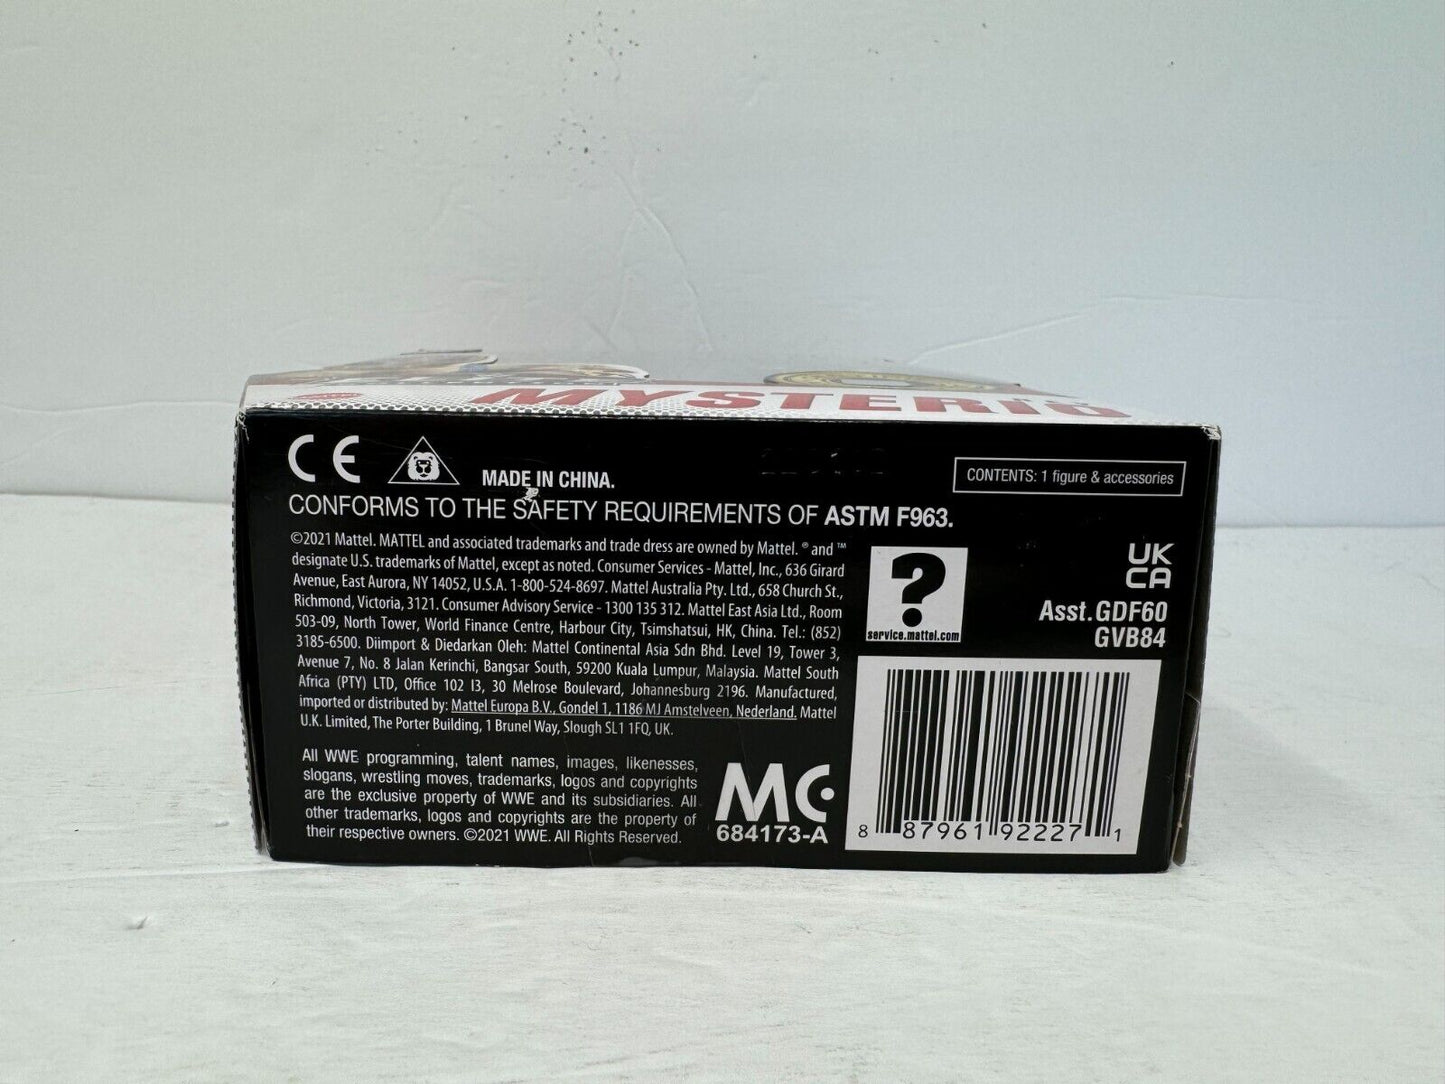 MYSTERIO
CE
MADE IN CHINA.
CONTENTS: 1 figure & accessories
CONFORMS TO THE SAFETY REQUIREMENTS OF ASTM F963.
©2021 Mattel. MATTEL and associated trademarks and trade dress are owned by Mattel. ® and ™
designate U.S. trademarks of Mattel, except as noted. Consumer Services - Mattel, Inc., 636 Girard
Avenue, East Aurora, NY 14052, U.S.A. 1-800-524-8697. Mattel Australia Pty. Ltd., 658 Church St.,
Richmond, Victoria, 3121. Consumer Advisory Service - 1300 135 312. Mattel East Asia Ltd., Room
503-09, North Tower, World Finance Centre, Harbour City, Tsimshatsui, HK, China. Tel.: (852)
3185-6500. Diimport & Diedarkan Oleh: Mattel Continental Asia Sdn Bhd. Level 19, Tower 3,
Avenue 7, No. 8 Jalan Kerinchi, Bangsar South, 59200 Kuala Lumpur, Malaysia. Mattel South
Africa (PTY) LTD, Office 102 I3, 30 Melrose Boulevard, Johannesburg 2196. Manufactured,
imported or distributed by: Mattel Europa B.V., Gondel 1, 1186 MJ Amstelveen, Nederland. Mattel
U.K. Limited, The Porter Building, 1 Brunel Way, Slough SL1 1FQ, UK.
?
service.mattel.com
UK
CA
Asst.GDF60
GVB84
All WWE programming, talent names, images, likenesses,
slogans, wrestling moves, trademarks, logos and copyrights
are the exclusive property of WWE and its subsidiaries. All
other trademarks, logos and copyrights are the property of
their respective owners. ©2021 WWE. All Rights Reserved.
MC
684173-A
8 87961 92227 1